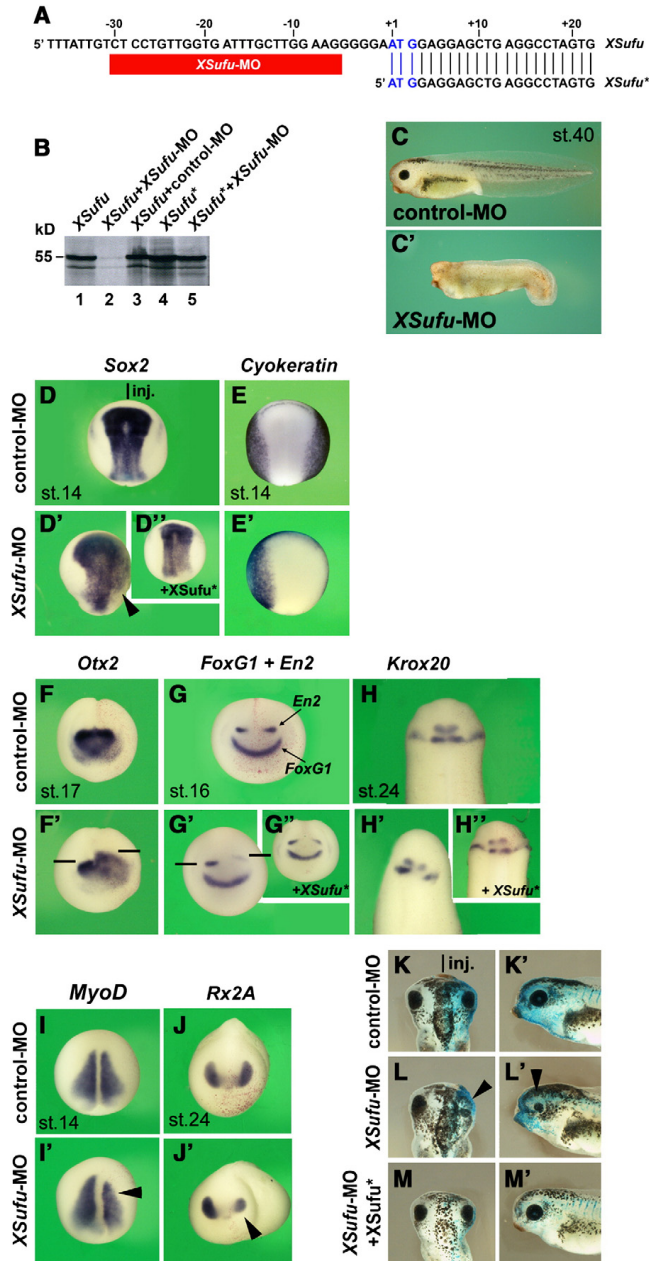 A
-30 -20 -10 +1 +10 +20
5' TTTATTGTCT CCTGTTGGTG ATTTGCTTGG AAGGGGGAATG GAGGAGCTG AGGCCTAGTG XSufu
XSufu-MO
5' ATG GAGGAGCTG AGGCCTAGTG XSufu*
B
XSufu
XSufu+XSufu-MO
XSufu+control-MO
XSufu*
XSufu*+XSufu-MO
kD
55
1 2 3 4 5
C st.40
control-MO
C'
XSufu-MO
Sox2 Cyokeratin
control-MO
D inj.
st.14
E
st.14
XSufu-MO
D'
D''
+XSufu*
E'
Otx2 FoxG1 + En2 Krox20
control-MO
F
st.17
G
En2
FoxG1
st.16
H
st.24
XSufu-MO
F'
G'
G''
+XSufu*
H'
H''
+ XSufu*
MyoD Rx2A
control-MO
I
st.14
J
st.24
XSufu-MO
I'
J'
control-MO
K inj.
K'
XSufu-MO
L
L'
XSufu-MO
+XSufu*
M
M'